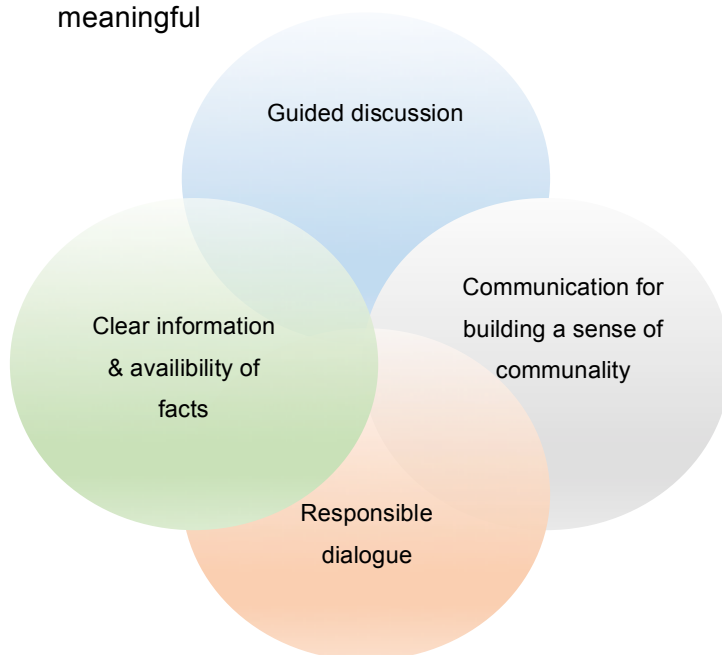 meaningful
Guided discussion
Communication for
building a sense of
communality
Clear information
& availibility of
facts
Responsible
dialogue